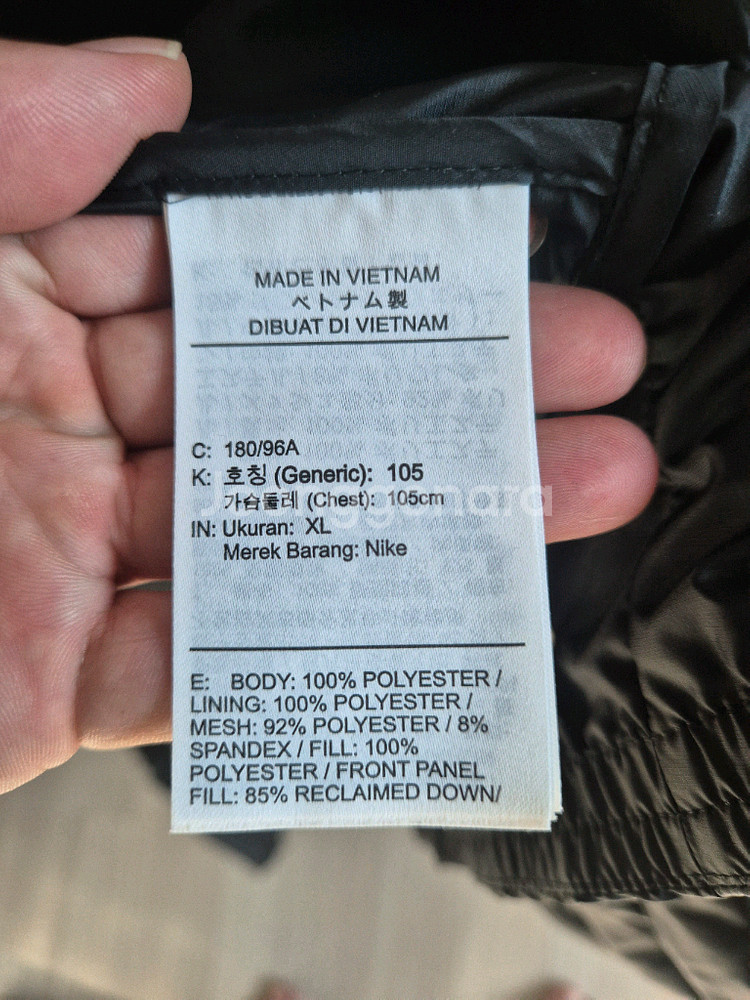 MADE IN VIETNAM
ベトナム製
DIBUAT DI VIETNAM
C: 180/96A
K: 호칭 (Generic): 105
가슴둘레 (Chest): 105cm
Joonggonara
IN: Ukuran: XL
Merek Barang: Nike
E: BODY: 100% POLYESTER /
LINING: 100% POLYESTER /
MESH: 92% POLYESTER / 8%
SPANDEX / FILL: 100%
POLYESTER / FRONT PANEL
FILL: 85% RECLAIMED DOWN/